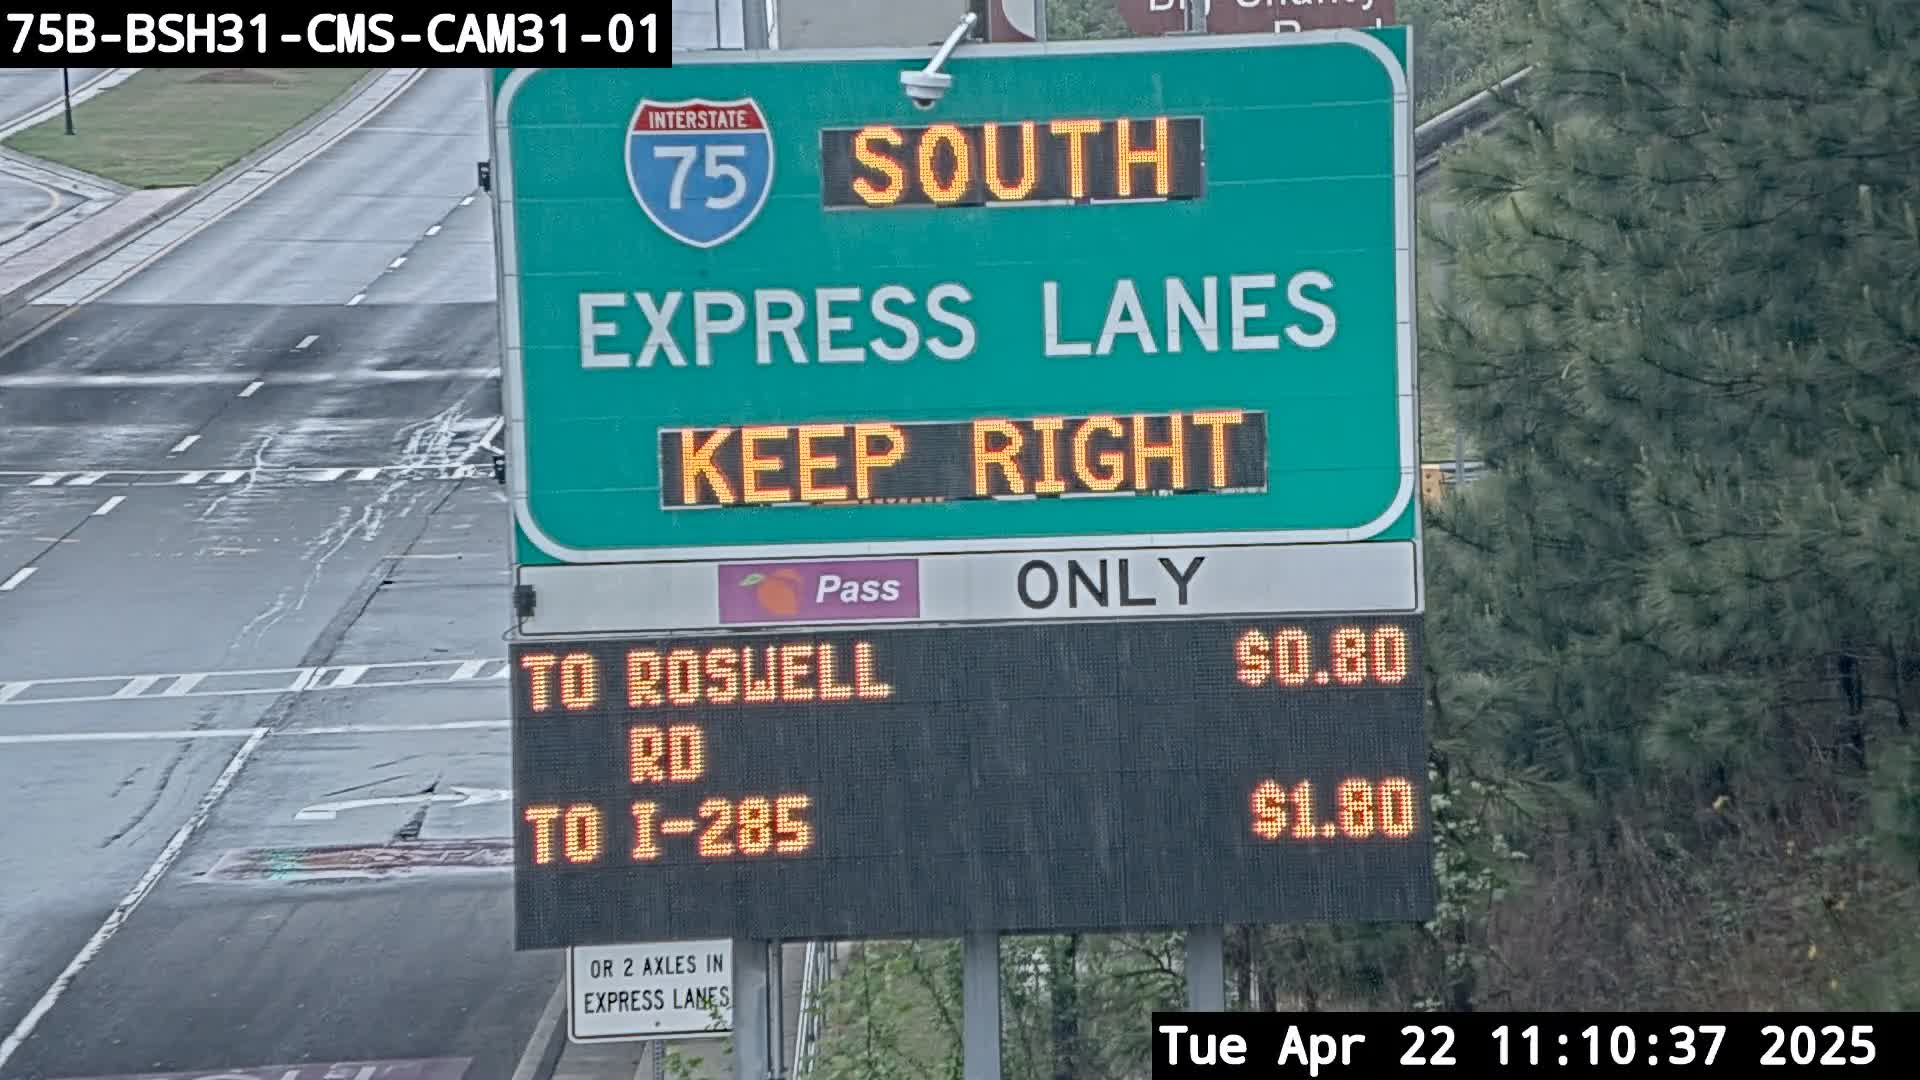 75B-BSH31-CMS-CAM31-01
INTERSTATE
75
SOUTH
EXPRESS LANES
KEEP RIGHT
Pass
ONLY
TO ROSWELL $0.80
RD
TO I-285 $1.80
OR 2 AXLES IN
EXPRESS LANES
Tue Apr 22 11:10:37 2025